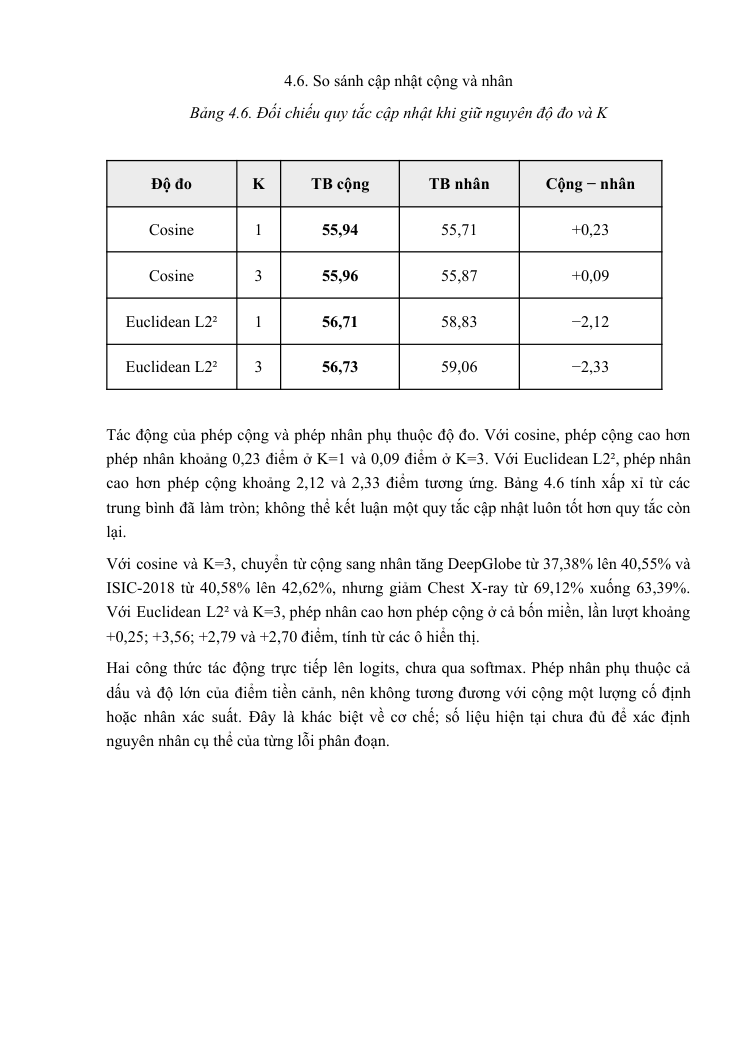 4.6. So sánh cập nhật cộng và nhân
Bảng 4.6. Đối chiếu quy tắc cập nhật khi giữ nguyên độ đo và K
Độ đo K TB cộng TB nhân Cộng − nhân
Cosine 1 55,94 55,71 +0,23
Cosine 3 55,96 55,87 +0,09
Euclidean L2² 1 56,71 58,83 −2,12
Euclidean L2² 3 56,73 59,06 −2,33
Tác động của phép cộng và phép nhân phụ thuộc độ đo. Với cosine, phép cộng cao hơn
phép nhân khoảng 0,23 điểm ở K=1 và 0,09 điểm ở K=3. Với Euclidean L2², phép nhân
cao hơn phép cộng khoảng 2,12 và 2,33 điểm tương ứng. Bảng 4.6 tính xấp xỉ từ các
trung bình đã làm tròn; không thể kết luận một quy tắc cập nhật luôn tốt hơn quy tắc còn
lại.
Với cosine và K=3, chuyển từ cộng sang nhân tăng DeepGlobe từ 37,38% lên 40,55% và
ISIC-2018 từ 40,58% lên 42,62%, nhưng giảm Chest X-ray từ 69,12% xuống 63,39%.
Với Euclidean L2² và K=3, phép nhân cao hơn phép cộng ở cả bốn miền, lần lượt khoảng
+0,25; +3,56; +2,79 và +2,70 điểm, tính từ các ô hiển thị.
Hai công thức tác động trực tiếp lên logits, chưa qua softmax. Phép nhân phụ thuộc cả
dấu và độ lớn của điểm tiền cảnh, nên không tương đương với cộng một lượng cố định
hoặc nhân xác suất. Đây là khác biệt về cơ chế; số liệu hiện tại chưa đủ để xác định
nguyên nhân cụ thể của từng lỗi phân đoạn.